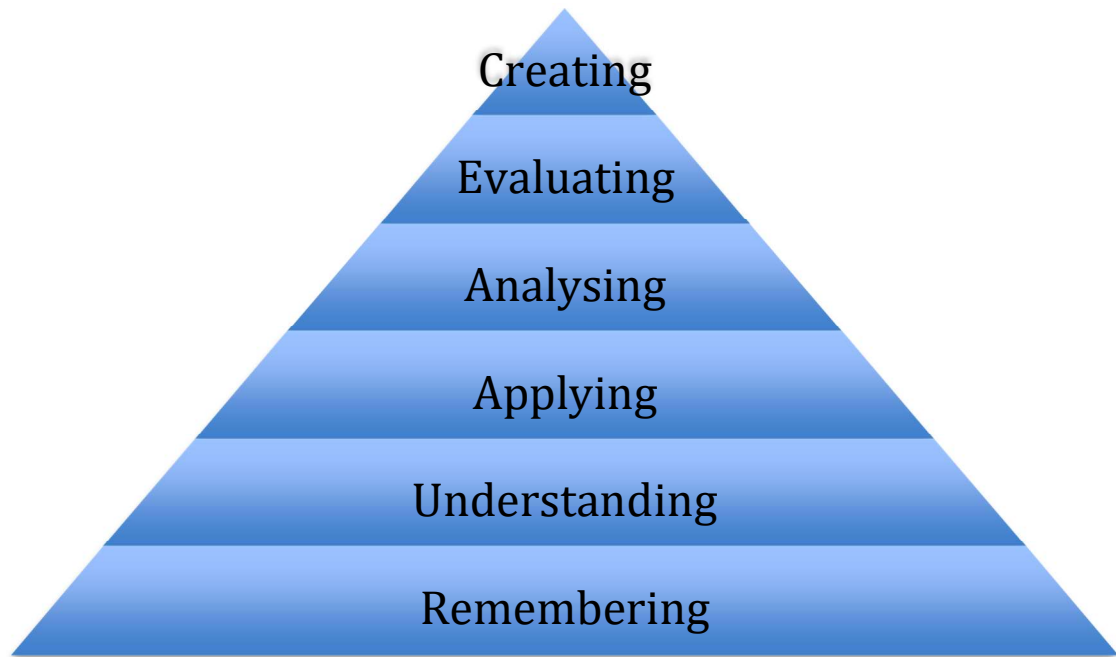 Creating
Evaluating
Analysing
Applying
Understanding
Remembering